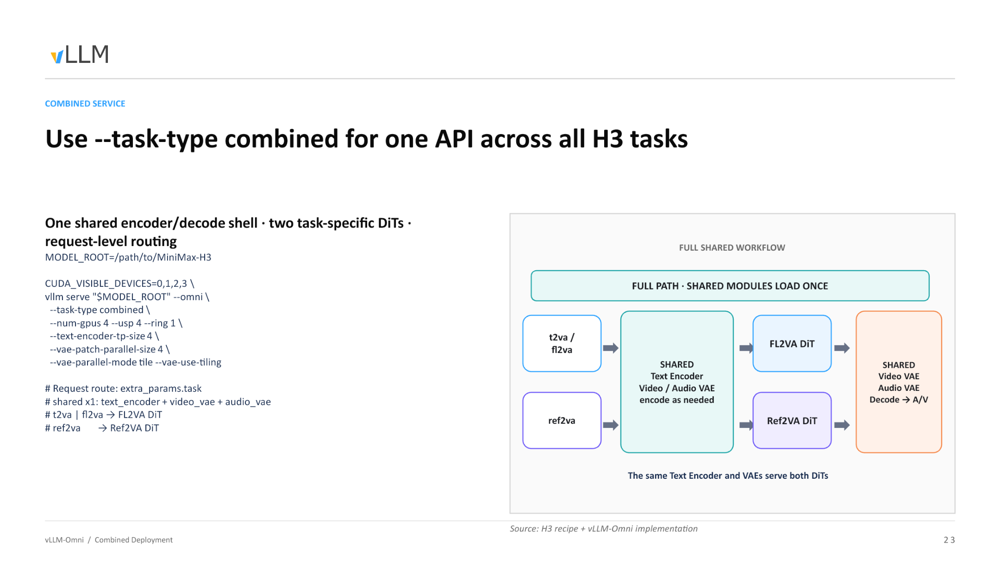 vLLM
COMBINED SERVICE
Use --task-type combined for one API across all H3 tasks
One shared encoder/decode shell · two task-specific DiTs ·
request-level routing
MODEL_ROOT=/path/to/MiniMax-H3
CUDA_VISIBLE_DEVICES=0,1,2,3 \
vllm serve "$MODEL_ROOT" --omni \
--task-type combined \
--num-gpus 4 --usp 4 --ring 1 \
--text-encoder-tp-size 4 \
--vae-patch-parallel-size 4 \
--vae-parallel-mode tile --vae-use-tiling
# Request route: extra_params.task
# shared x1: text_encoder + video_vae + audio_vae
# t2va | fl2va → FL2VA DiT
# ref2va → Ref2VA DiT
FULL SHARED WORKFLOW
FULL PATH · SHARED MODULES LOAD ONCE
t2va /
fl2va
ref2va
SHARED
Text Encoder
Video / Audio VAE
encode as needed
FL2VA DiT
Ref2VA DiT
SHARED
Video VAE
Audio VAE
Decode → A/V
The same Text Encoder and VAEs serve both DiTs
Source: H3 recipe + vLLM-Omni implementation
vLLM-Omni / Combined Deployment
23